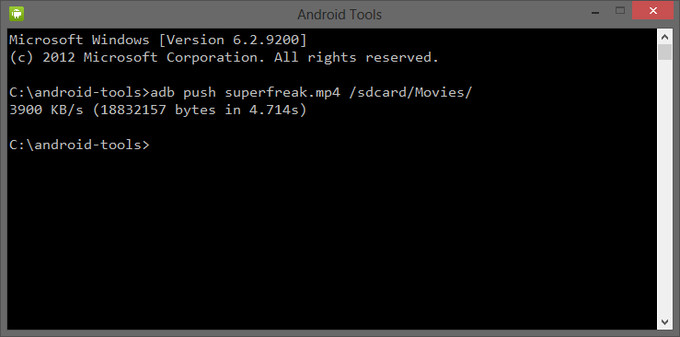 Android Tools
Microsoft Windows [Version 6.2.9200]
(c) 2012 Microsoft Corporation. All rights reserved.
C:\android-tools>adb push superfreak.mp4 /sdcard/Movies/
3900 KB/s (18832157 bytes in 4.714s)
C:\android-tools>